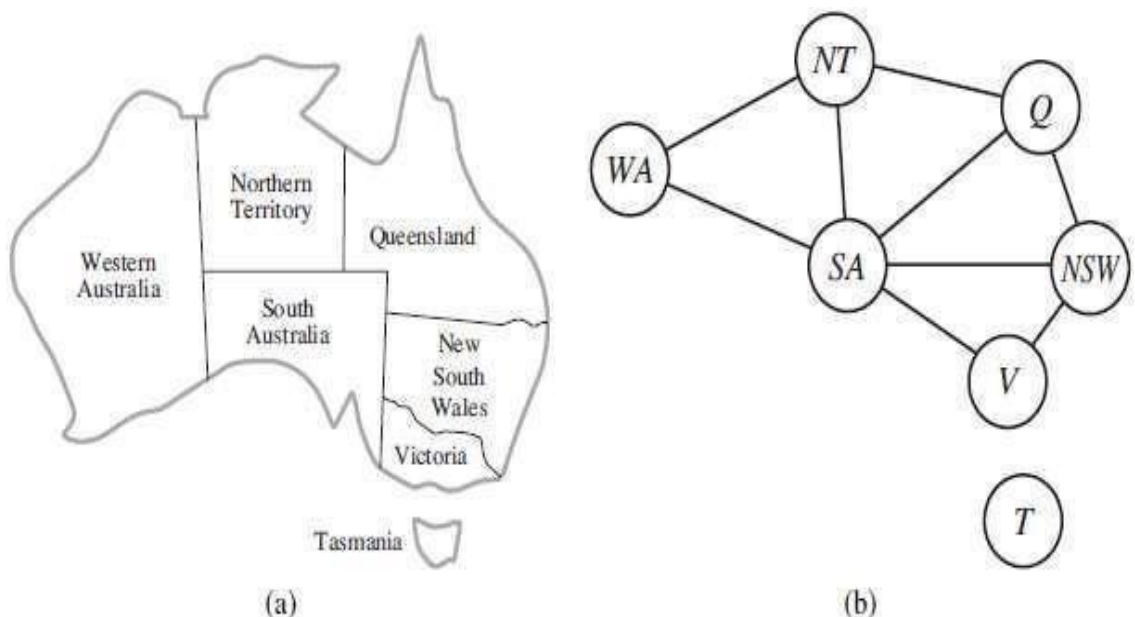 Northern
Territory
Western
Australia
Queensland
South
Australia
New
South
Wales
Victoria
Tasmania
(a)
NT
Q
WA
SA
NSW
V
T
(b)